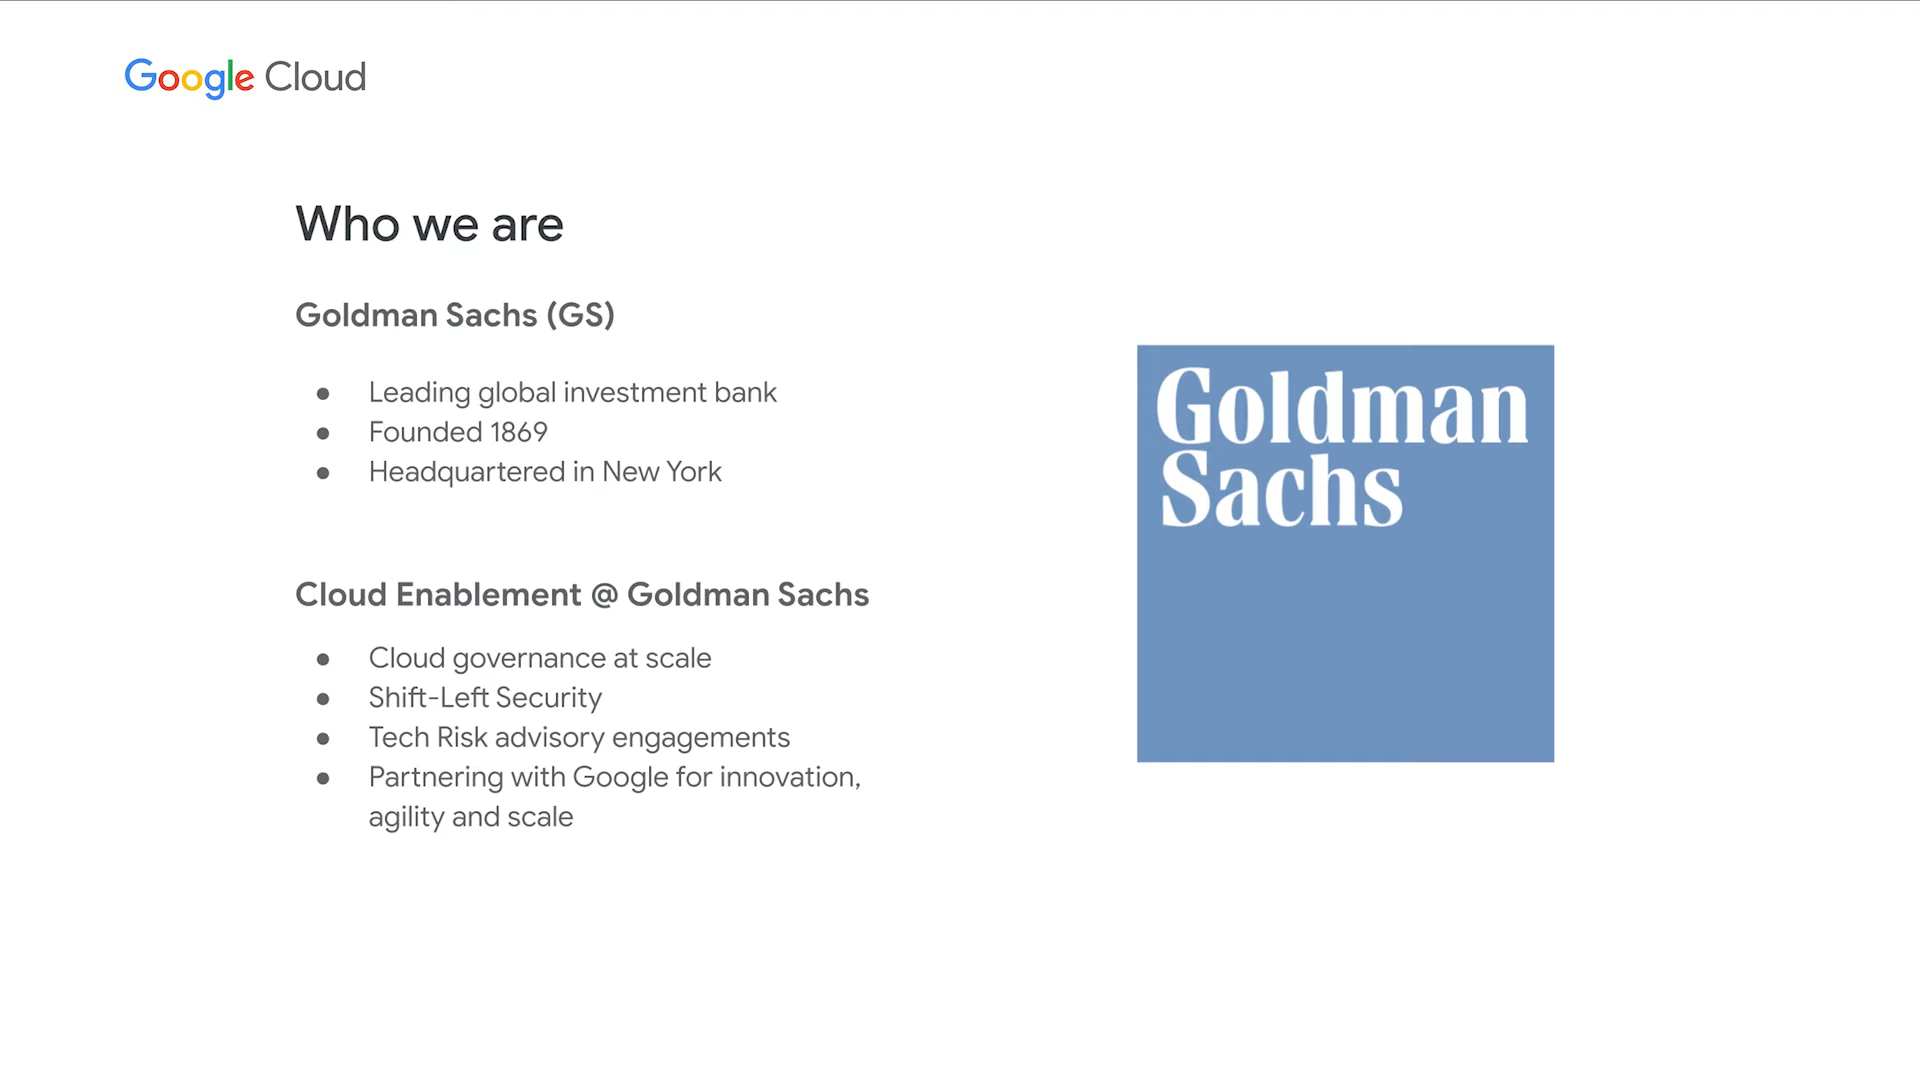 Google Cloud
Who we are
Goldman Sachs (GS)
● Leading global investment bank
● Founded 1869
● Headquartered in New York
Cloud Enablement @ Goldman Sachs
● Cloud governance at scale
● Shift-Left Security
● Tech Risk advisory engagements
● Partnering with Google for innovation,
agility and scale
Goldman
Sachs